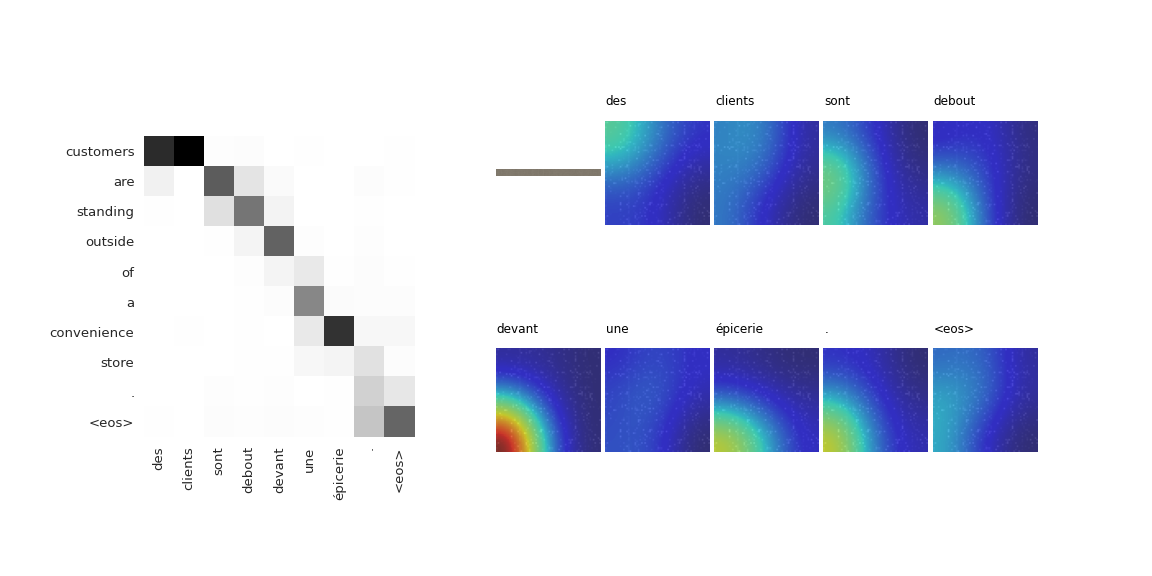 customers
are
standing
outside
of
a
convenience
store
.
<eos>
des clients sont debout devant une épicerie . <eos>
des clients sont debout
devant une épicerie . <eos>